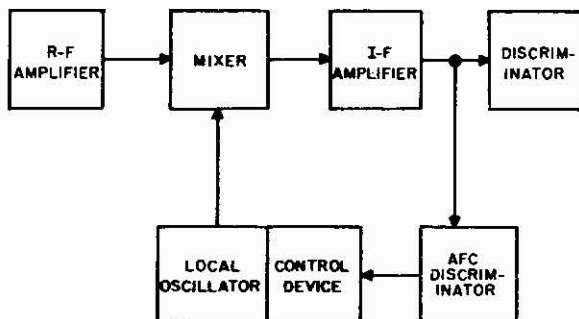 R-F
AMPLIFIER
MIXER
I-F
AMPLIFIER
DISCRIM-
INATOR
LOCAL
OSCILLATOR
CONTROL
DEVICE
AFC
DISCRIM-
INATOR